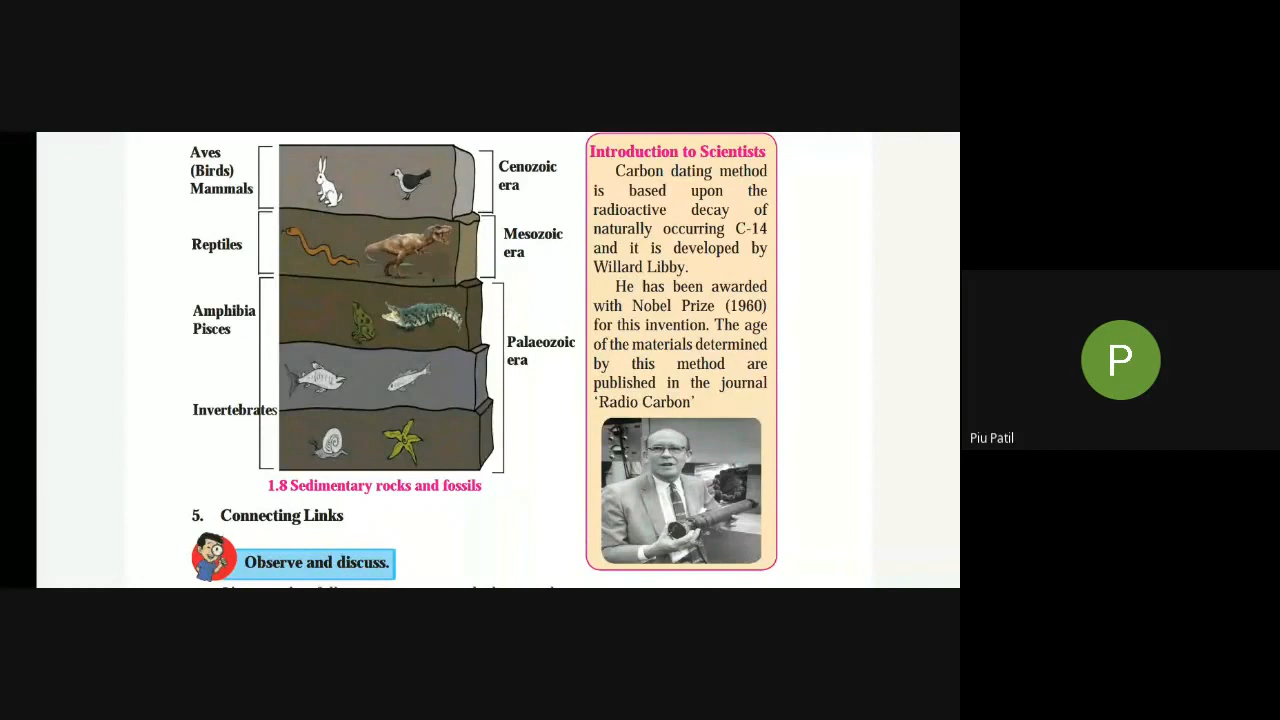 Aves
(Birds)
Mammals
Cenozoic
era
Reptiles
Mesozoic
era
Amphibia
Pisces
Palaeozoic
era
Invertebrates
1.8 Sedimentary rocks and fossils
5. Connecting Links
Observe and discuss.
Introduction to Scientists
Carbon dating method
is based upon the
radioactive decay of
naturally occurring C-14
and it is developed by
Willard Libby.
He has been awarded
with Nobel Prize (1960)
for this invention. The age
of the materials determined
by this method are
published in the journal
‘Radio Carbon’
P
Piu Patil